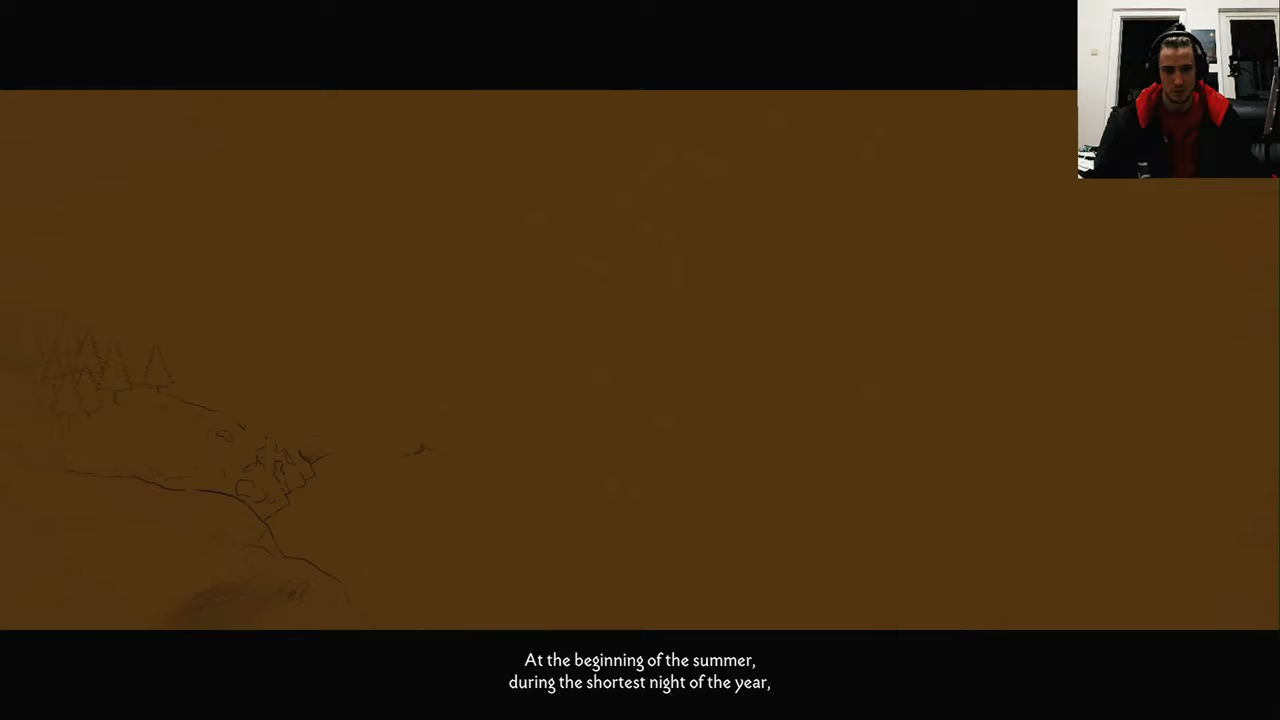 At the beginning of the summer,
during the shortest night of the year,